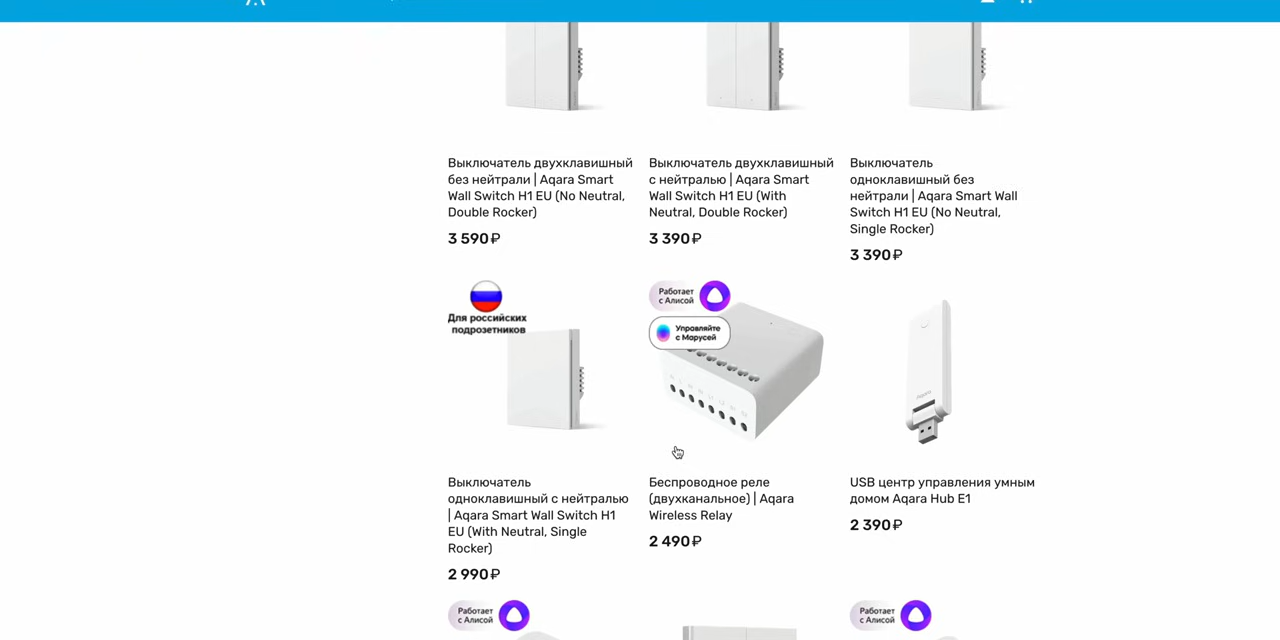 Выключатель двухклавишный
без нейтрали | Aqara Smart
Wall Switch H1 EU (No Neutral,
Double Rocker)
3 590 ₽
Выключатель двухклавишный
с нейтралью | Aqara Smart
Wall Switch H1 EU (With
Neutral, Double Rocker)
3 390 ₽
Выключатель
одноклавишный без
нейтрали | Aqara Smart Wall
Switch H1 EU (No Neutral,
Single Rocker)
3 390 ₽
Для российских
подрозетников
Выключатель
одноклавишный с нейтралью
| Aqara Smart Wall Switch H1
EU (With Neutral, Single
Rocker)
2 990 ₽
Работает
с Алисой
Управляйте
с Марусей
Беспроводное реле
(двухканальное) | Aqara
Wireless Relay
2 490 ₽
Aqara
USB центр управления умным
домом Aqara Hub E1
2 390 ₽
Работает
с Алисой
Работает
с Алисой